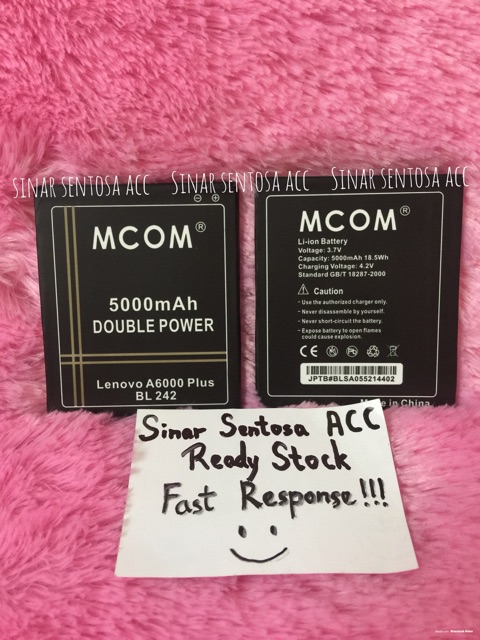 SINAR SENTOSA ACC SINAR SENTOSA ACC SINAR SENTOSA ACC
MCOM®
5000mAh
DOUBLE POWER
Lenovo A6000 Plus
BL 242
MCOM®
Li-ion Battery
Voltage: 3.7V
Capacity: 5000mAh 18.5Wh
Charging Voltage: 4.2V
Standard GB/T 18287-2000
Caution
- Use the authorized charger only.
- Never disassemble by yourself.
- Never short-circuit the battery.
- Expose battery to open flames
could cause explosion.
CE
JPTB#BLSA055214402
in China
Sinar Sentosa ACC
Ready Stock
Fast Response!!!